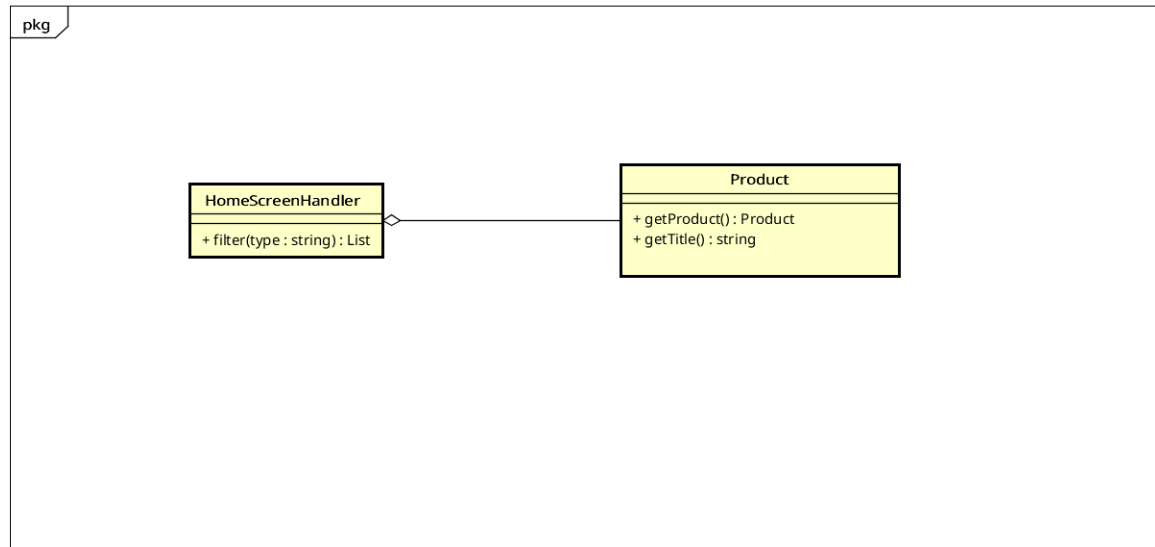 pkg
HomeScreenHandler
+ filter(type : string) : List
Product
+ getProduct() : Product
+ getTitle() : string